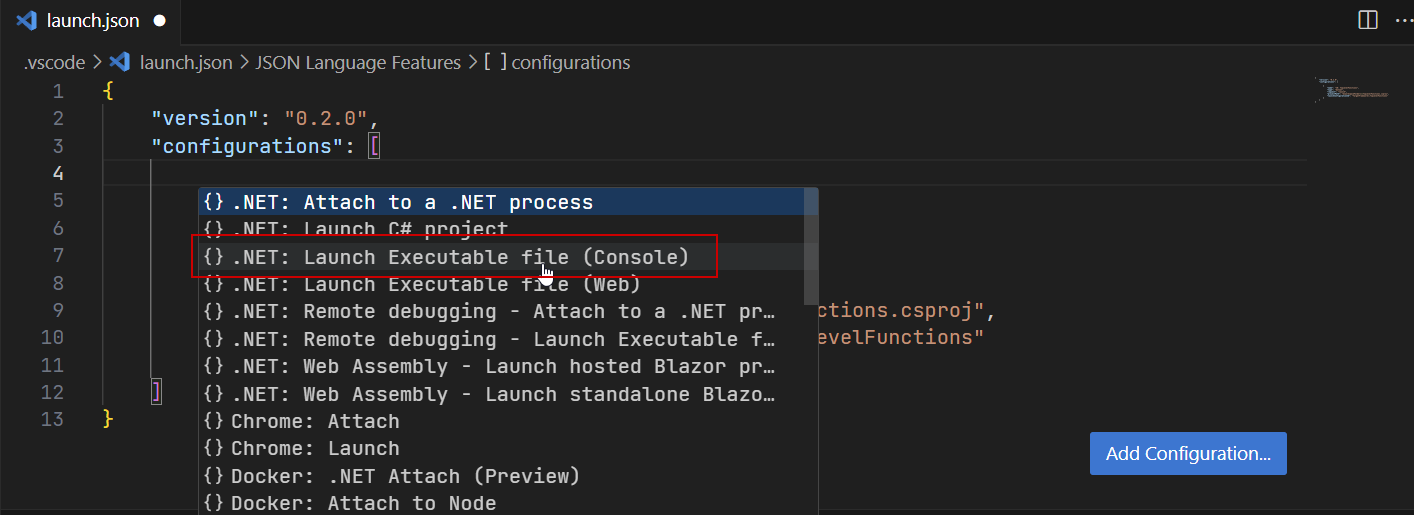 launch.json
.vscode > launch.json > JSON Language Features > [ ] configurations
1 {
2 "version": "0.2.0",
3 "configurations": [
4
5 {} .NET: Attach to a .NET process
6 {} .NET: Launch C# project
7 {} .NET: Launch Executable file (Console)
8 {} .NET: Launch Executable file (Web)
9 {} .NET: Remote debugging - Attach to a .NET pr… ctions.csproj",
10 {} .NET: Remote debugging - Launch Executable f… evelFunctions"
11 {} .NET: Web Assembly - Launch hosted Blazor pr…
12 ] {} .NET: Web Assembly - Launch standalone Blazo…
13 } {} Chrome: Attach
{} Chrome: Launch
Add Configuration...
{} Docker: .NET Attach (Preview)
{} Docker: Attach to Node